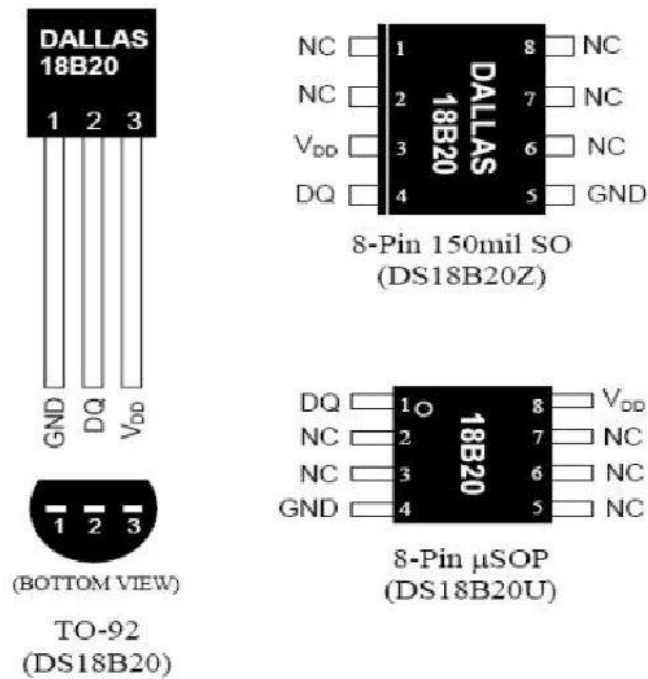 DALLAS
18B20
1 2 3
GND DQ VDD
1 2 3
(BOTTOM VIEW)
TO-92
(DS18B20)
NC 1 8 NC
NC 2 7 NC
VDD 3 6 NC
DQ 4 5 GND
DALLAS
18B20
8-Pin 150mil SO
(DS18B20Z)
DQ 1 8 VDD
NC 2 7 NC
NC 3 6 NC
GND 4 5 NC
18B20
8-Pin μSOP
(DS18B20U)